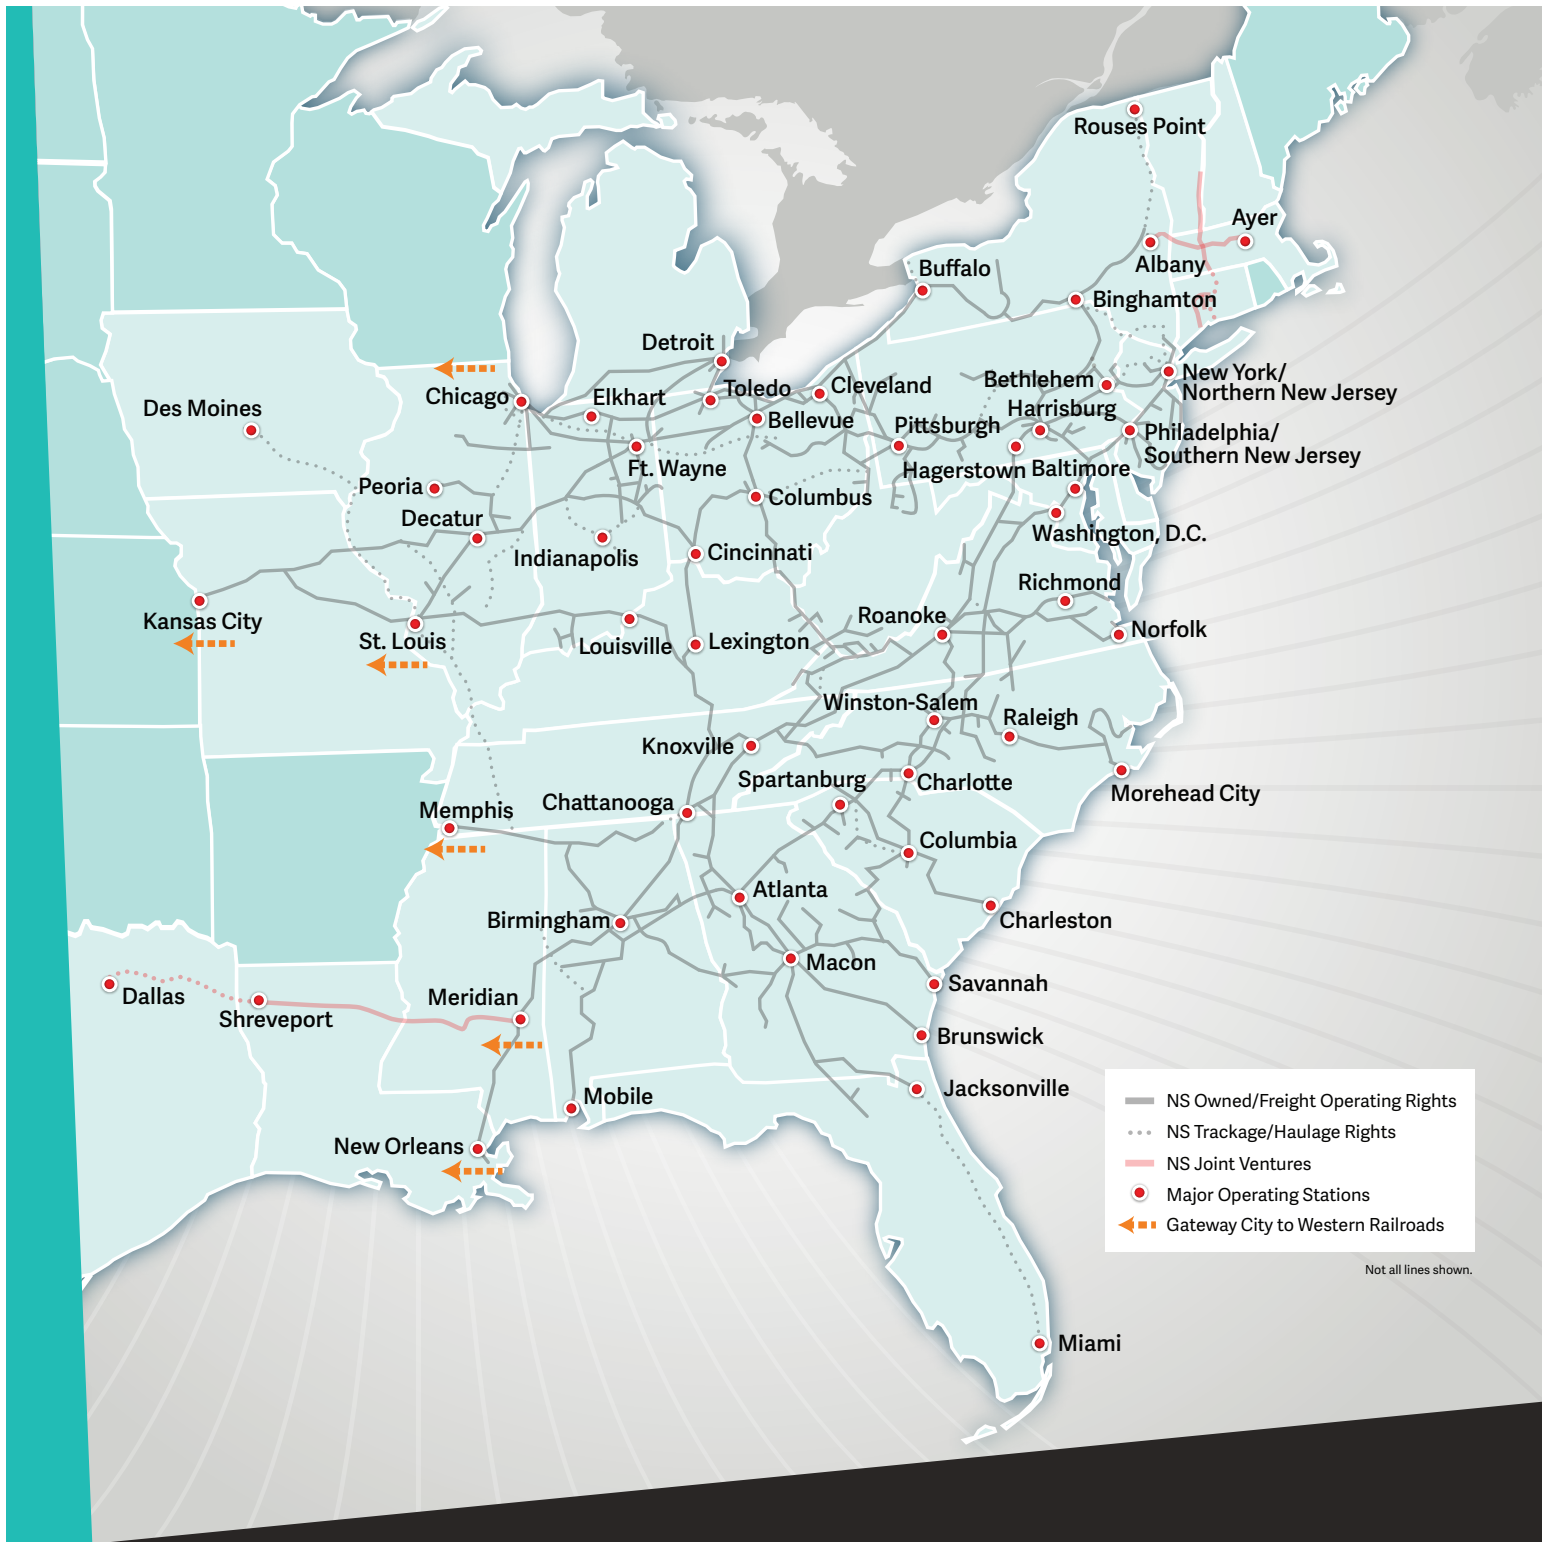 Rouses Point
Ayer
Albany
Buffalo
Binghamton
Detroit
New York/
Northern New Jersey
Bethlehem
Toledo
Cleveland
Elkhart
Chicago
Des Moines
Harrisburg
Bellevue
Pittsburgh
Philadelphia/
Southern New Jersey
Ft. Wayne
Hagerstown
Baltimore
Peoria
Columbus
Decatur
Washington, D.C.
Indianapolis
Cincinnati
Richmond
Kansas City
Roanoke
Norfolk
St. Louis
Louisville
Lexington
Winston-Salem
Raleigh
Knoxville
Spartanburg
Charlotte
Morehead City
Chattanooga
Memphis
Columbia
Atlanta
Birmingham
Charleston
Macon
Savannah
Dallas
Meridian
Shreveport
Brunswick
Jacksonville
Mobile
New Orleans
NS Owned/Freight Operating Rights
NS Trackage/Haulage Rights
NS Joint Ventures
Major Operating Stations
Gateway City to Western Railroads
Not all lines shown.
Miami